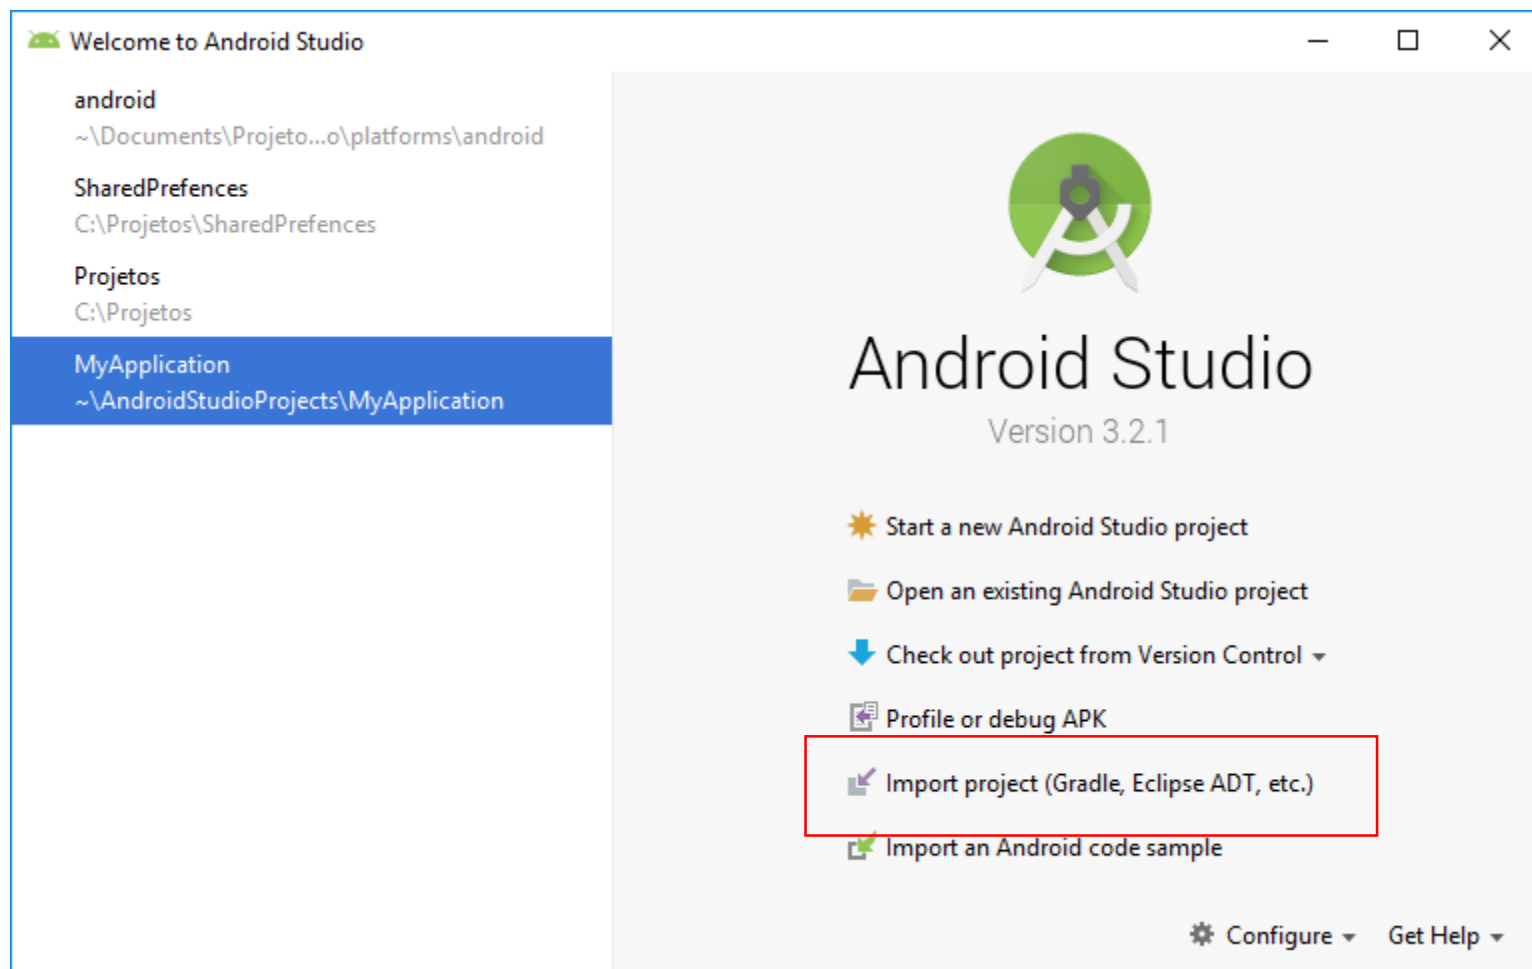 Welcome to Android Studio
android
~\Documents\Projeto...o\platforms\android
SharedPrefences
C:\Projetos\SharedPrefences
Projetos
C:\Projetos
MyApplication
~\AndroidStudioProjects\MyApplication
Android Studio
Version 3.2.1
Start a new Android Studio project
Open an existing Android Studio project
Check out project from Version Control
Profile or debug APK
Import project (Gradle, Eclipse ADT, etc.)
Import an Android code sample
Configure
Get Help